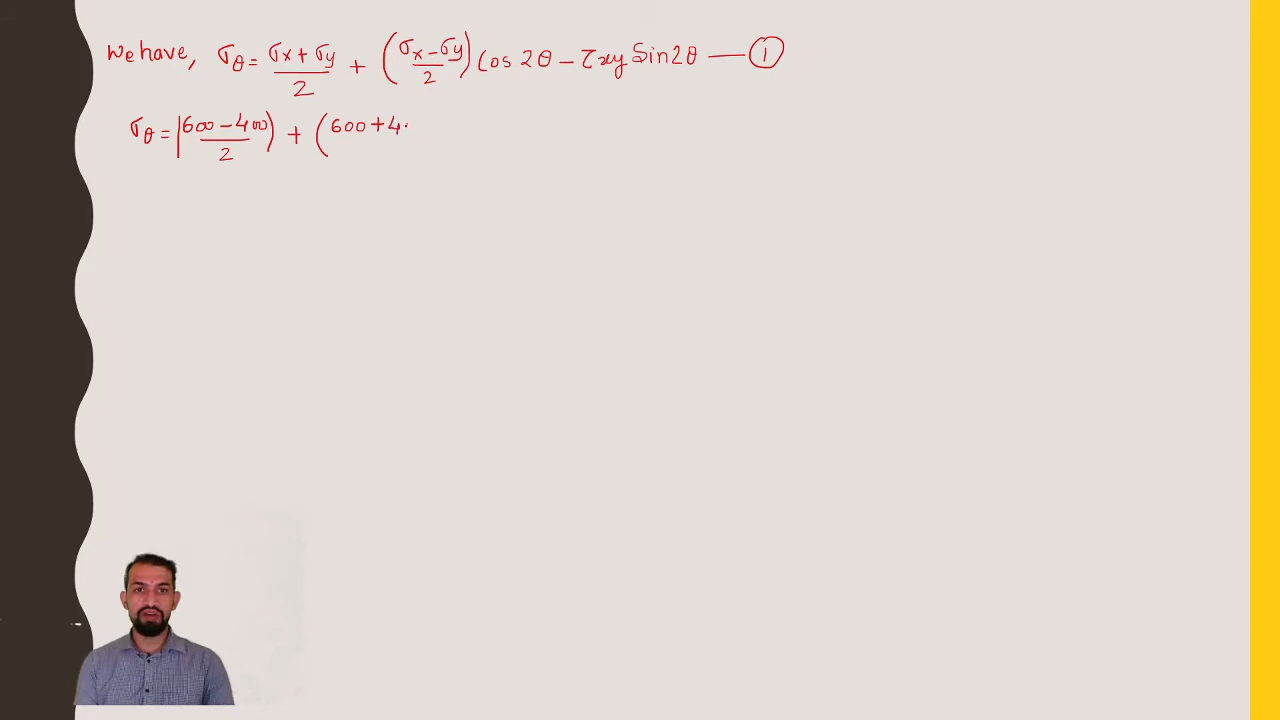 We have, σθ = σx + σy / 2 + (σx − σy / 2) Cos 2θ − τxy Sin 2θ — ①
σθ = (600 − 400 / 2) + (600 + 4